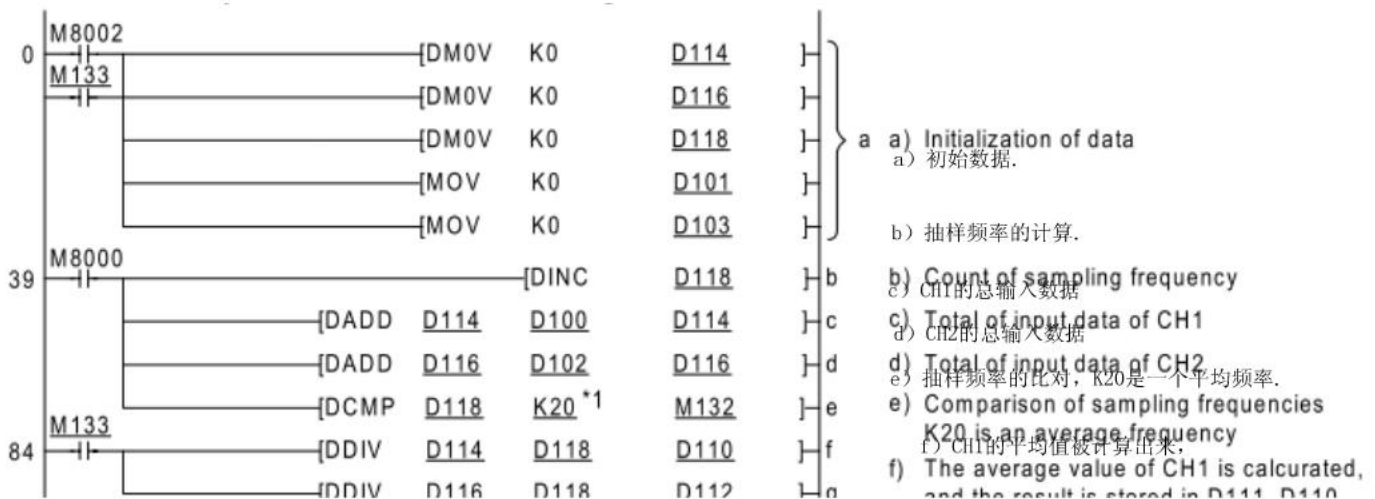 M8002
0 [DMOV K0 D114 ]
M133
[DMOV K0 D116 ]
[DMOV K0 D118 ] a a) Initialization of data
a) 初始数据.
[MOV K0 D101 ]
[MOV K0 D103 ]
b) 抽样频率的计算.
M8000
39 [DINC D118 ] b b) Count of sampling frequency
c) CH1的总输入数据
[DADD D114 D100 D114 ] c c) Total of input data of CH1
d) CH2的总输入数据
[DADD D116 D102 D116 ] d d) Total of input data of CH2
e) 抽样频率的比对，K20是一个平均频率.
[DCMP D118 K20 *1 M132 ] e e) Comparison of sampling frequencies
K20 is an average frequency
M133
84 [DDIV D114 D118 D110 ] f
f) CH1的平均值被计算出来，
f) The average value of CH1 is calcurated,
[DDIV D116 D118 D112 ] g and the result is stored in D111, D110